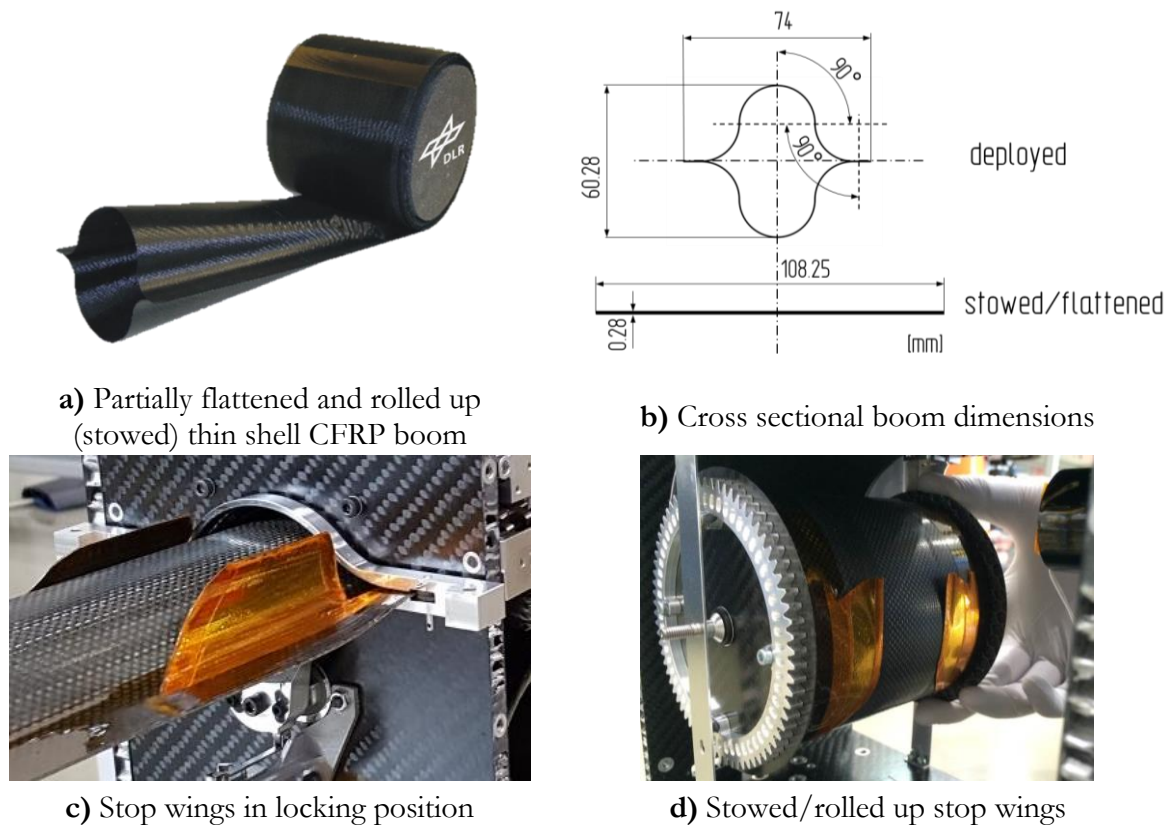 DLR
74
90°
90°
60.28
deployed
108.25
stowed/flattened
0.28
[mm]
a) Partially flattened and rolled up
(stowed) thin shell CFRP boom
b) Cross sectional boom dimensions
c) Stop wings in locking position
d) Stowed/rolled up stop wings